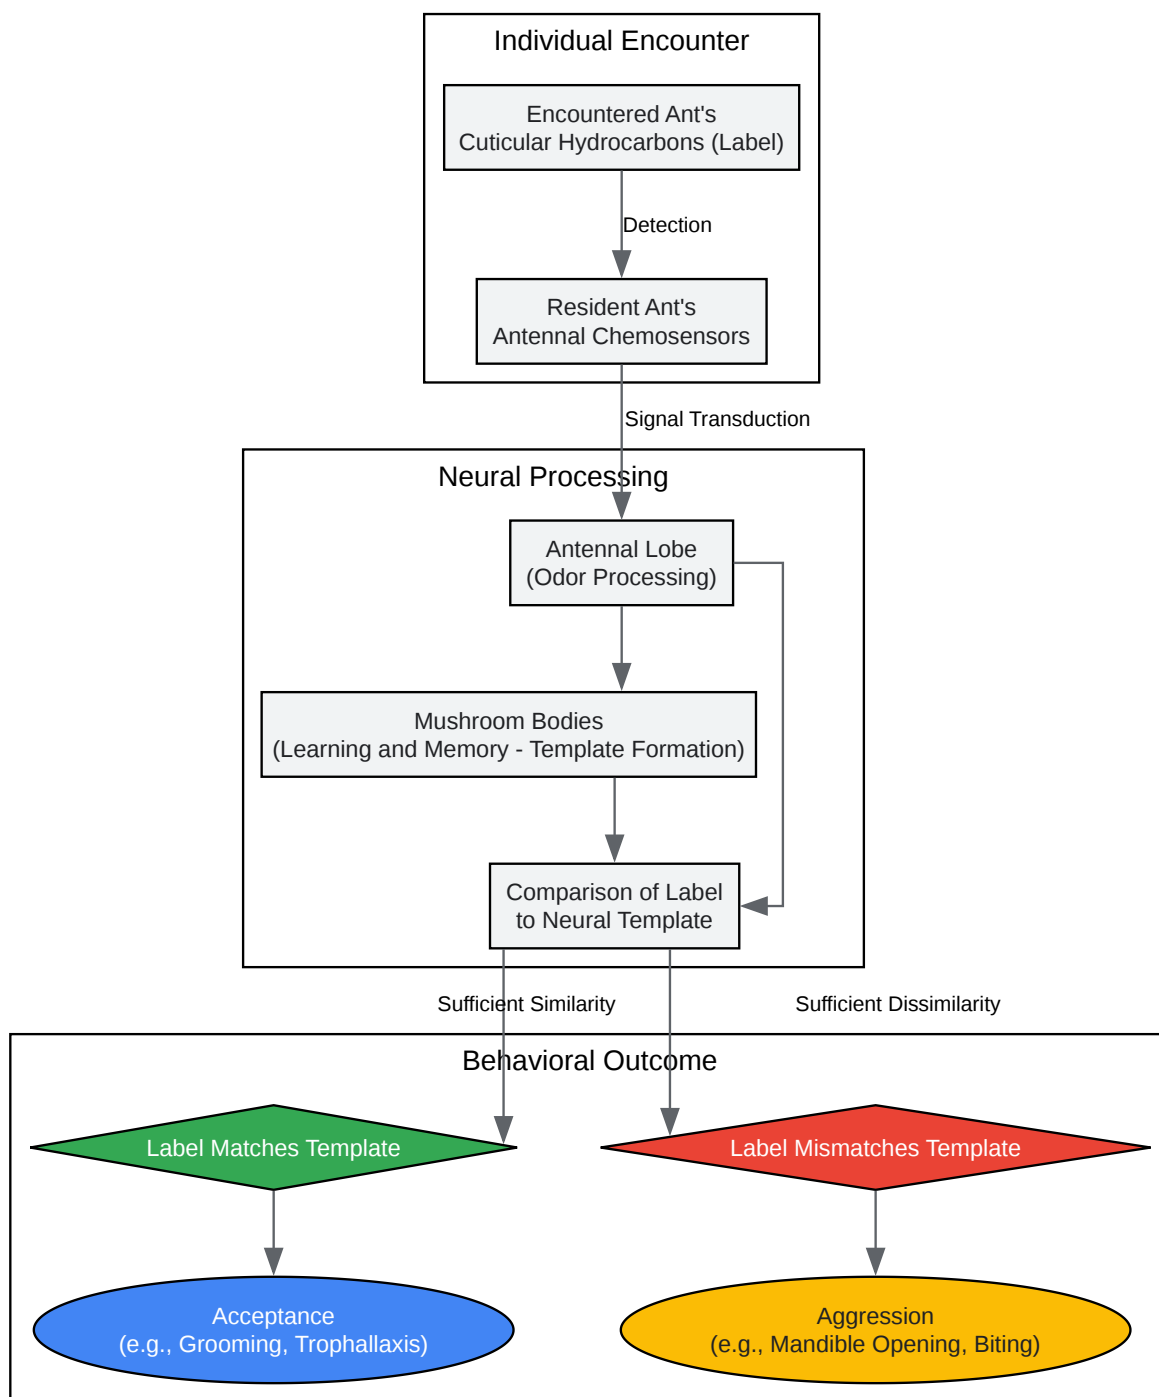 Individual Encounter
Encountered Ant's
Cuticular Hydrocarbons (Label)
Detection
Resident Ant's
Antennal Chemosensors
Signal Transduction
Neural Processing
Antennal Lobe
(Odor Processing)
Mushroom Bodies
(Learning and Memory - Template Formation)
Comparison of Label
to Neural Template
Sufficient Similarity
Sufficient Dissimilarity
Behavioral Outcome
Label Matches Template
Label Mismatches Template
Acceptance
(e.g., Grooming, Trophallaxis)
Aggression
(e.g., Mandible Opening, Biting)